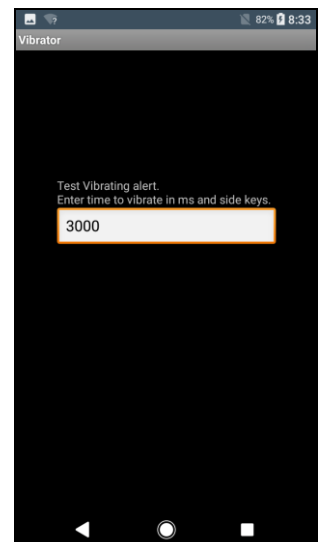 82% 8:33
Vibrator
Test Vibrating alert.
Enter time to vibrate in ms and side keys.
3000